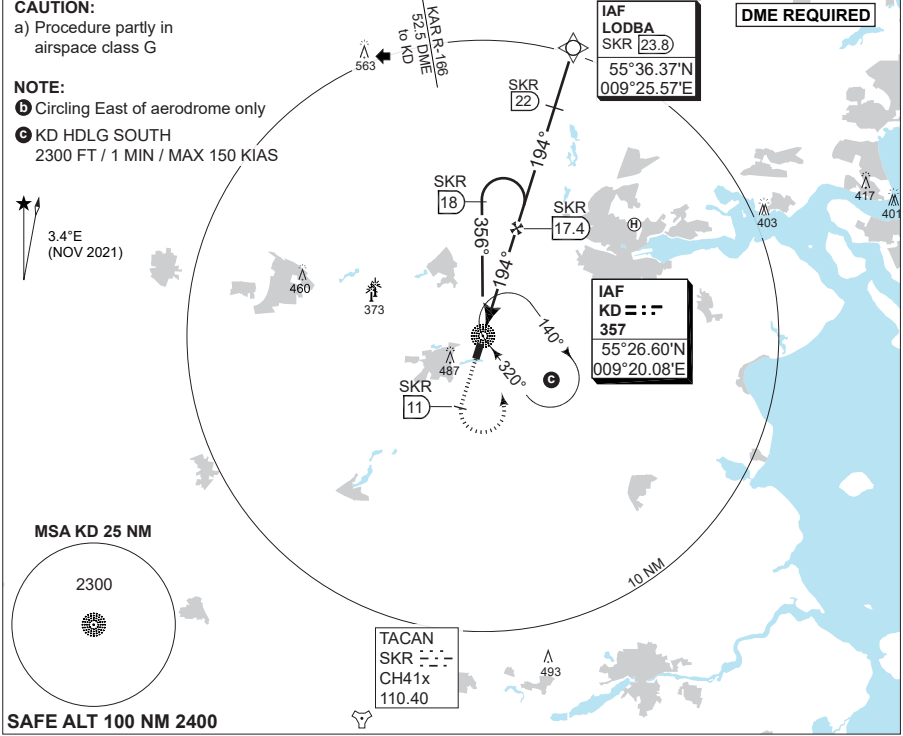 CAUTION:
a) Procedure partly in
airspace class G
NOTE:
b Circling East of aerodrome only
c KD HDLG SOUTH
2300 FT / 1 MIN / MAX 150 KIAS
3.4°E
(NOV 2021)
KAR R-166
52.5 DME
to KD
563
IAF
LODBA
SKR 23.8
55°36.37'N
009°25.57'E
DME REQUIRED
SKR
22
194°
SKR
18
SKR
17.4
356°
194°
H
403
417
401
460
373
IAF
KD
357
55°26.60'N
009°20.08'E
140°
320°
c
487
SKR
11
10 NM
MSA KD 25 NM
2300
SAFE ALT 100 NM 2400
TACAN
SKR
CH41x
110.40
493